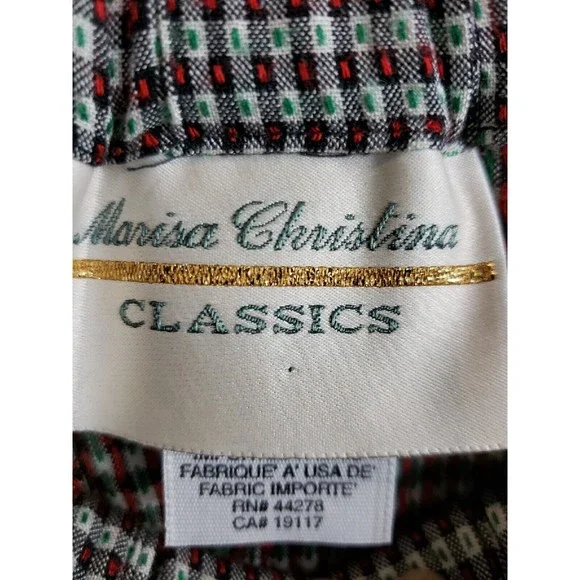 Marisa Christina
CLASSICS
FABRIQUE' A' USA DE'
FABRIC IMPORTE'
RN# 44278
CA# 19117